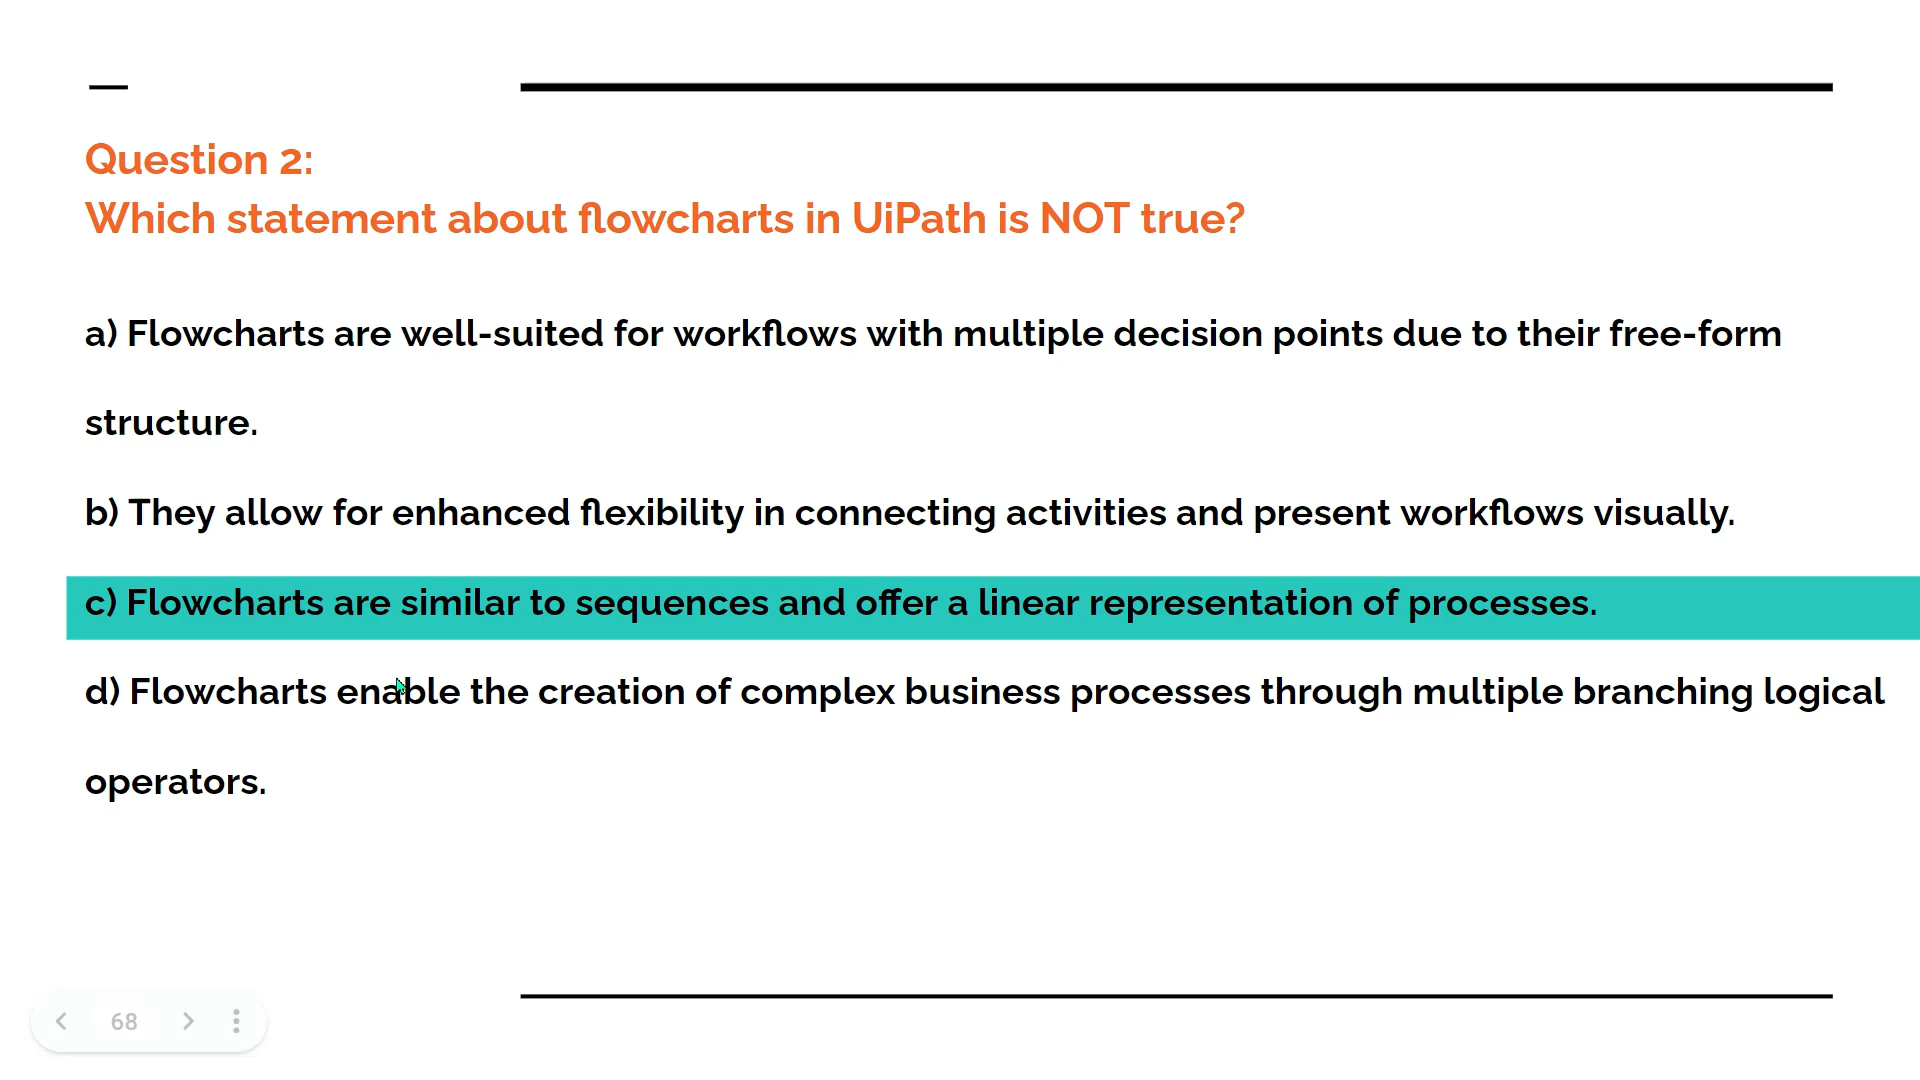 Question 2:
Which statement about flowcharts in UiPath is NOT true?
a) Flowcharts are well-suited for workflows with multiple decision points due to their free-form
structure.
b) They allow for enhanced flexibility in connecting activities and present workflows visually.
c) Flowcharts are similar to sequences and offer a linear representation of processes.
d) Flowcharts enable the creation of complex business processes through multiple branching logical
operators.
68